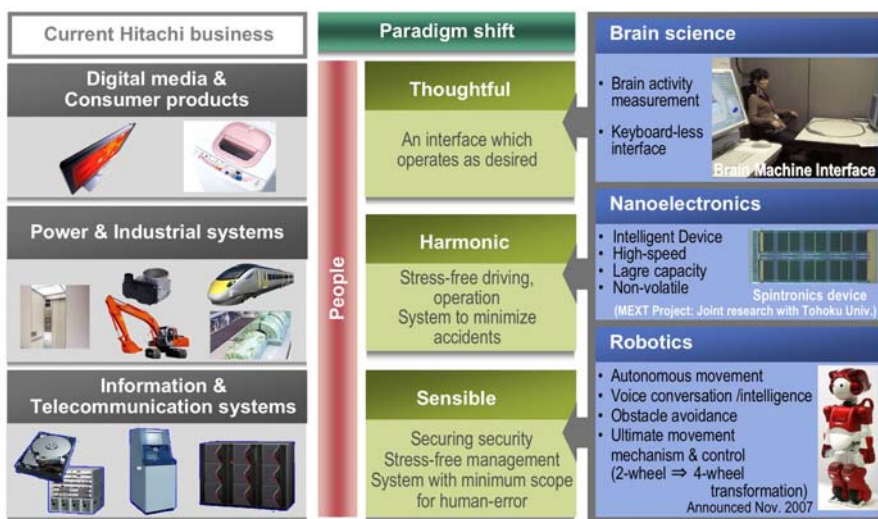 Current Hitachi business
Digital media &
Consumer products
Power & Industrial systems
Information &
Telecommunication systems
Paradigm shift
People
Thoughtful
An interface which
operates as desired
Harmonic
Stress-free driving,
operation
System to minimize
accidents
Sensible
Securing security
Stress-free management
System with minimum scope
for human-error
Brain science
• Brain activity
measurement
• Keyboard-less
interface
Brain Machine Interface
Nanoelectronics
• Intelligent Device
• High-speed
• Lagre capacity
• Non-volatile
Spintronics device
(MEXT Project: Joint research with Tohoku Univ.)
Robotics
• Autonomous movement
• Voice conversation /intelligence
• Obstacle avoidance
• Ultimate movement
mechanism & control
(2-wheel ⇒ 4-wheel
transformation)
Announced Nov. 2007